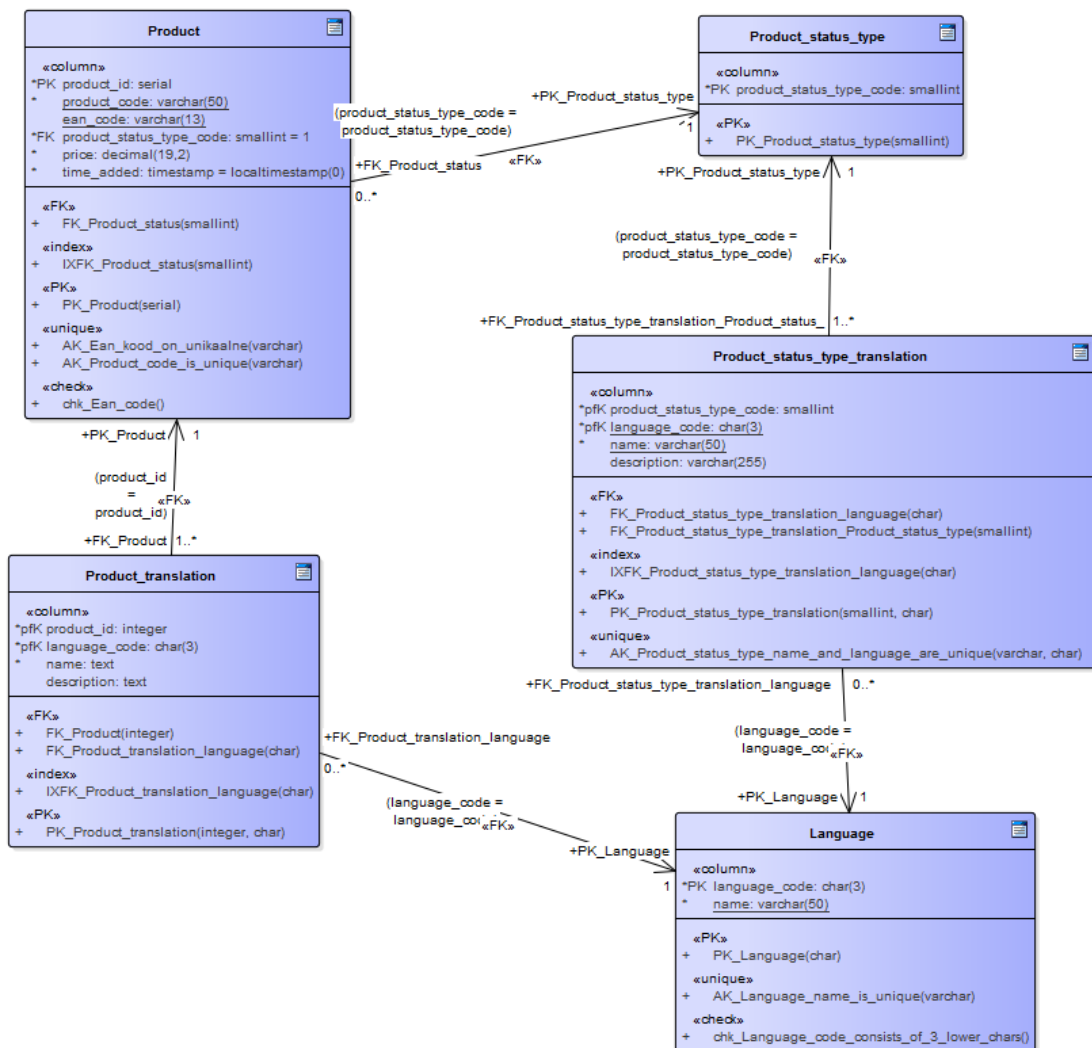 Product
«column»
*PK product_id: serial
* product_code: varchar(50)
ean_code: varchar(13)
*FK product_status_type_code: smallint = 1
* price: decimal(19,2)
* time_added: timestamp = localtimestamp(0)
«FK»
+ FK_Product_status(smallint)
«index»
+ IXFK_Product_status(smallint)
«PK»
+ PK_Product(serial)
«unique»
+ AK_Ean_kood_on_unikaalne(varchar)
+ AK_Product_code_is_unique(varchar)
«check»
+ chk_Ean_code()
Product_status_type
«column»
*PK product_status_type_code: smallint
«PK»
+ PK_Product_status_type(smallint)
+PK_Product_status_type
1
(product_status_type_code =
product_status_type_code)
+FK_Product_status
«FK»
0..*
+PK_Product_status_type
1
(product_status_type_code =
product_status_type_code)
«FK»
+FK_Product_status_type_translation_Product_status_
1..*
Product_status_type_translation
«column»
*pfK product_status_type_code: smallint
*pfK language_code: char(3)
* name: varchar(50)
description: varchar(255)
«FK»
+ FK_Product_status_type_translation_language(char)
+ FK_Product_status_type_translation_Product_status_type(smallint)
«index»
+ IXFK_Product_status_type_translation_language(char)
«PK»
+ PK_Product_status_type_translation(smallint, char)
«unique»
+ AK_Product_status_type_name_and_language_are_unique(varchar, char)
+PK_Product
1
(product_id
=
product_id)
«FK»
+FK_Product
1..*
Product_translation
«column»
*pfK product_id: integer
*pfK language_code: char(3)
* name: text
description: text
«FK»
+ FK_Product(integer)
+ FK_Product_translation_language(char)
«index»
+ IXFK_Product_translation_language(char)
«PK»
+ PK_Product_translation(integer, char)
+FK_Product_translation_language
0..*
(language_code =
language_co
«FK»
+PK_Language
1
+FK_Product_status_type_translation_language
0..*
(language_code =
language_co
«FK»
+PK_Language
1
Language
«column»
*PK language_code: char(3)
* name: varchar(50)
«PK»
+ PK_Language(char)
«unique»
+ AK_Language_name_is_unique(varchar)
«check»
+ chk_Language_code_consists_of_3_lower_chars()